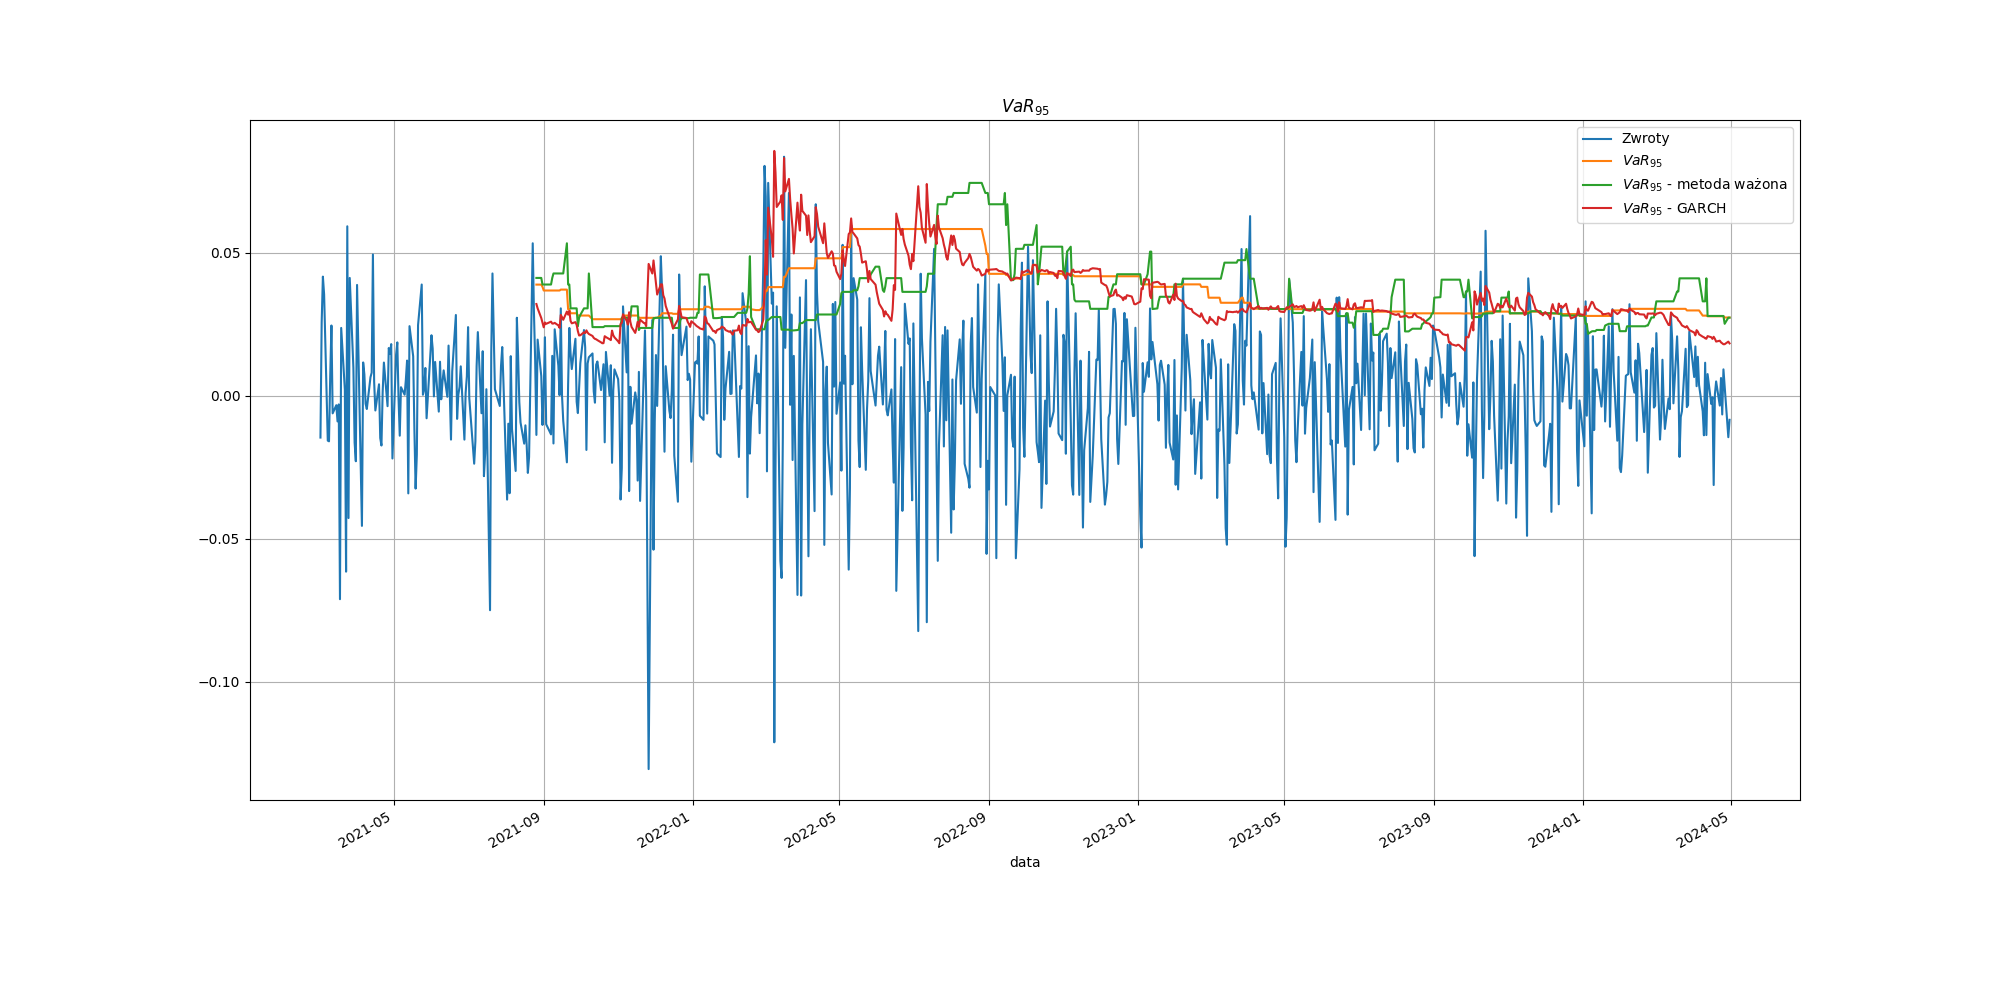 VaR95
Zwroty
VaR95
VaR95 - metoda ważona
VaR95 - GARCH
0.05
0.00
−0.05
−0.10
2021-05
2021-09
2022-01
2022-05
2022-09
2023-01
2023-05
2023-09
2024-01
2024-05
data